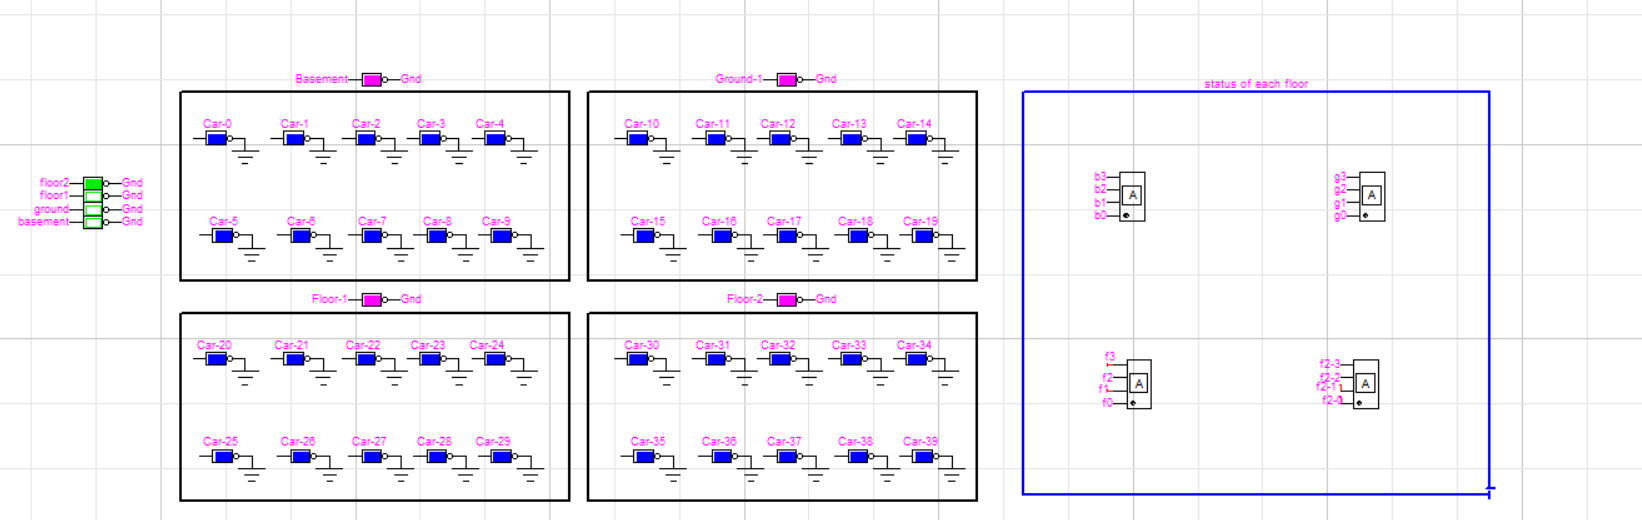 status of each floor
Basement Gnd
Ground-1 Gnd
Car-0 Car-1 Car-2 Car-3 Car-4
Car-10 Car-11 Car-12 Car-13 Car-14
floor2 Gnd
floor1 Gnd
ground Gnd
basement Gnd
Car-5 Car-6 Car-7 Car-8 Car-9
Car-15 Car-16 Car-17 Car-18 Car-19
b3
b2
b1
b0
A
g3
g2
g1
g0
A
Floor-1 Gnd
Floor-2 Gnd
Car-20 Car-21 Car-22 Car-23 Car-24
Car-30 Car-31 Car-32 Car-33 Car-34
Car-25 Car-26 Car-27 Car-28 Car-29
Car-35 Car-36 Car-37 Car-38 Car-39
f3
f2
f1
f0
A
f2-3
f2-2
f2-1
f2-0
A